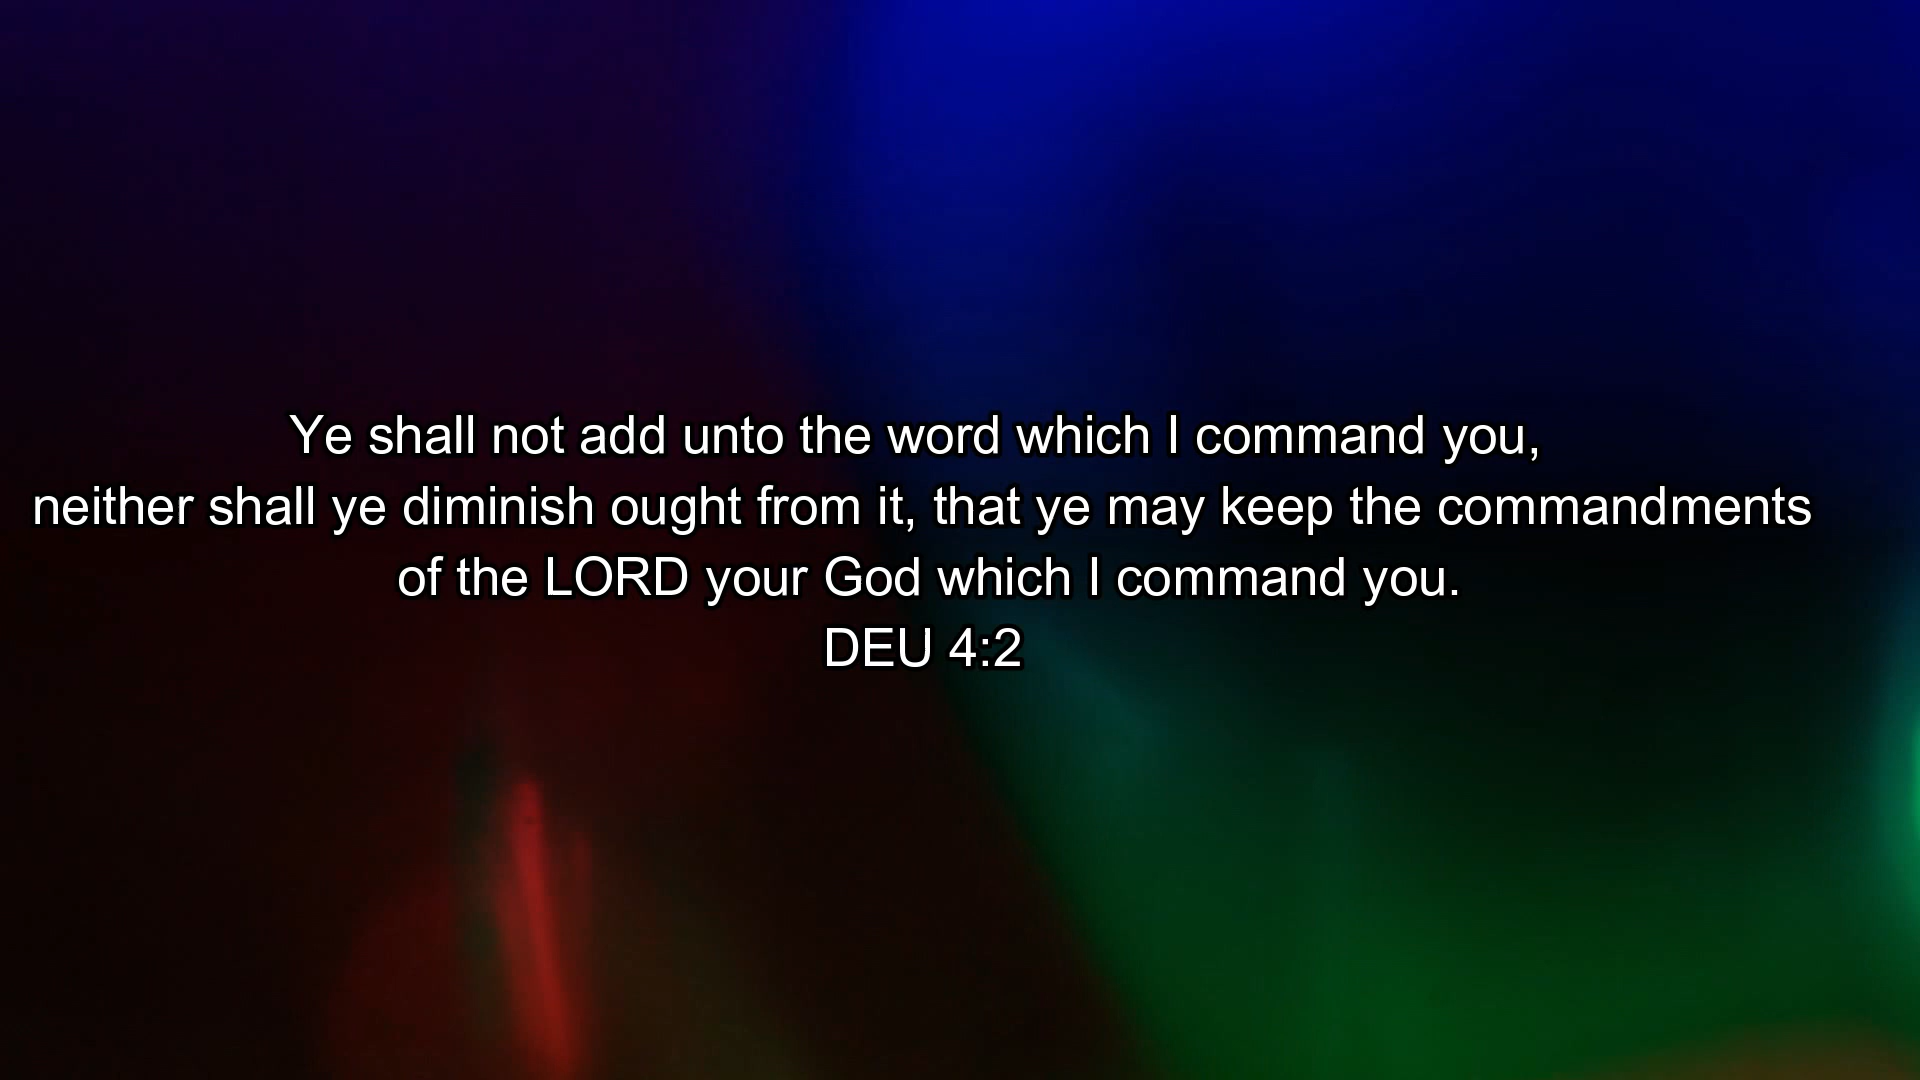 Ye shall not add unto the word which I command you,
neither shall ye diminish ought from it, that ye may keep the commandments
of the LORD your God which I command you.
DEU 4:2